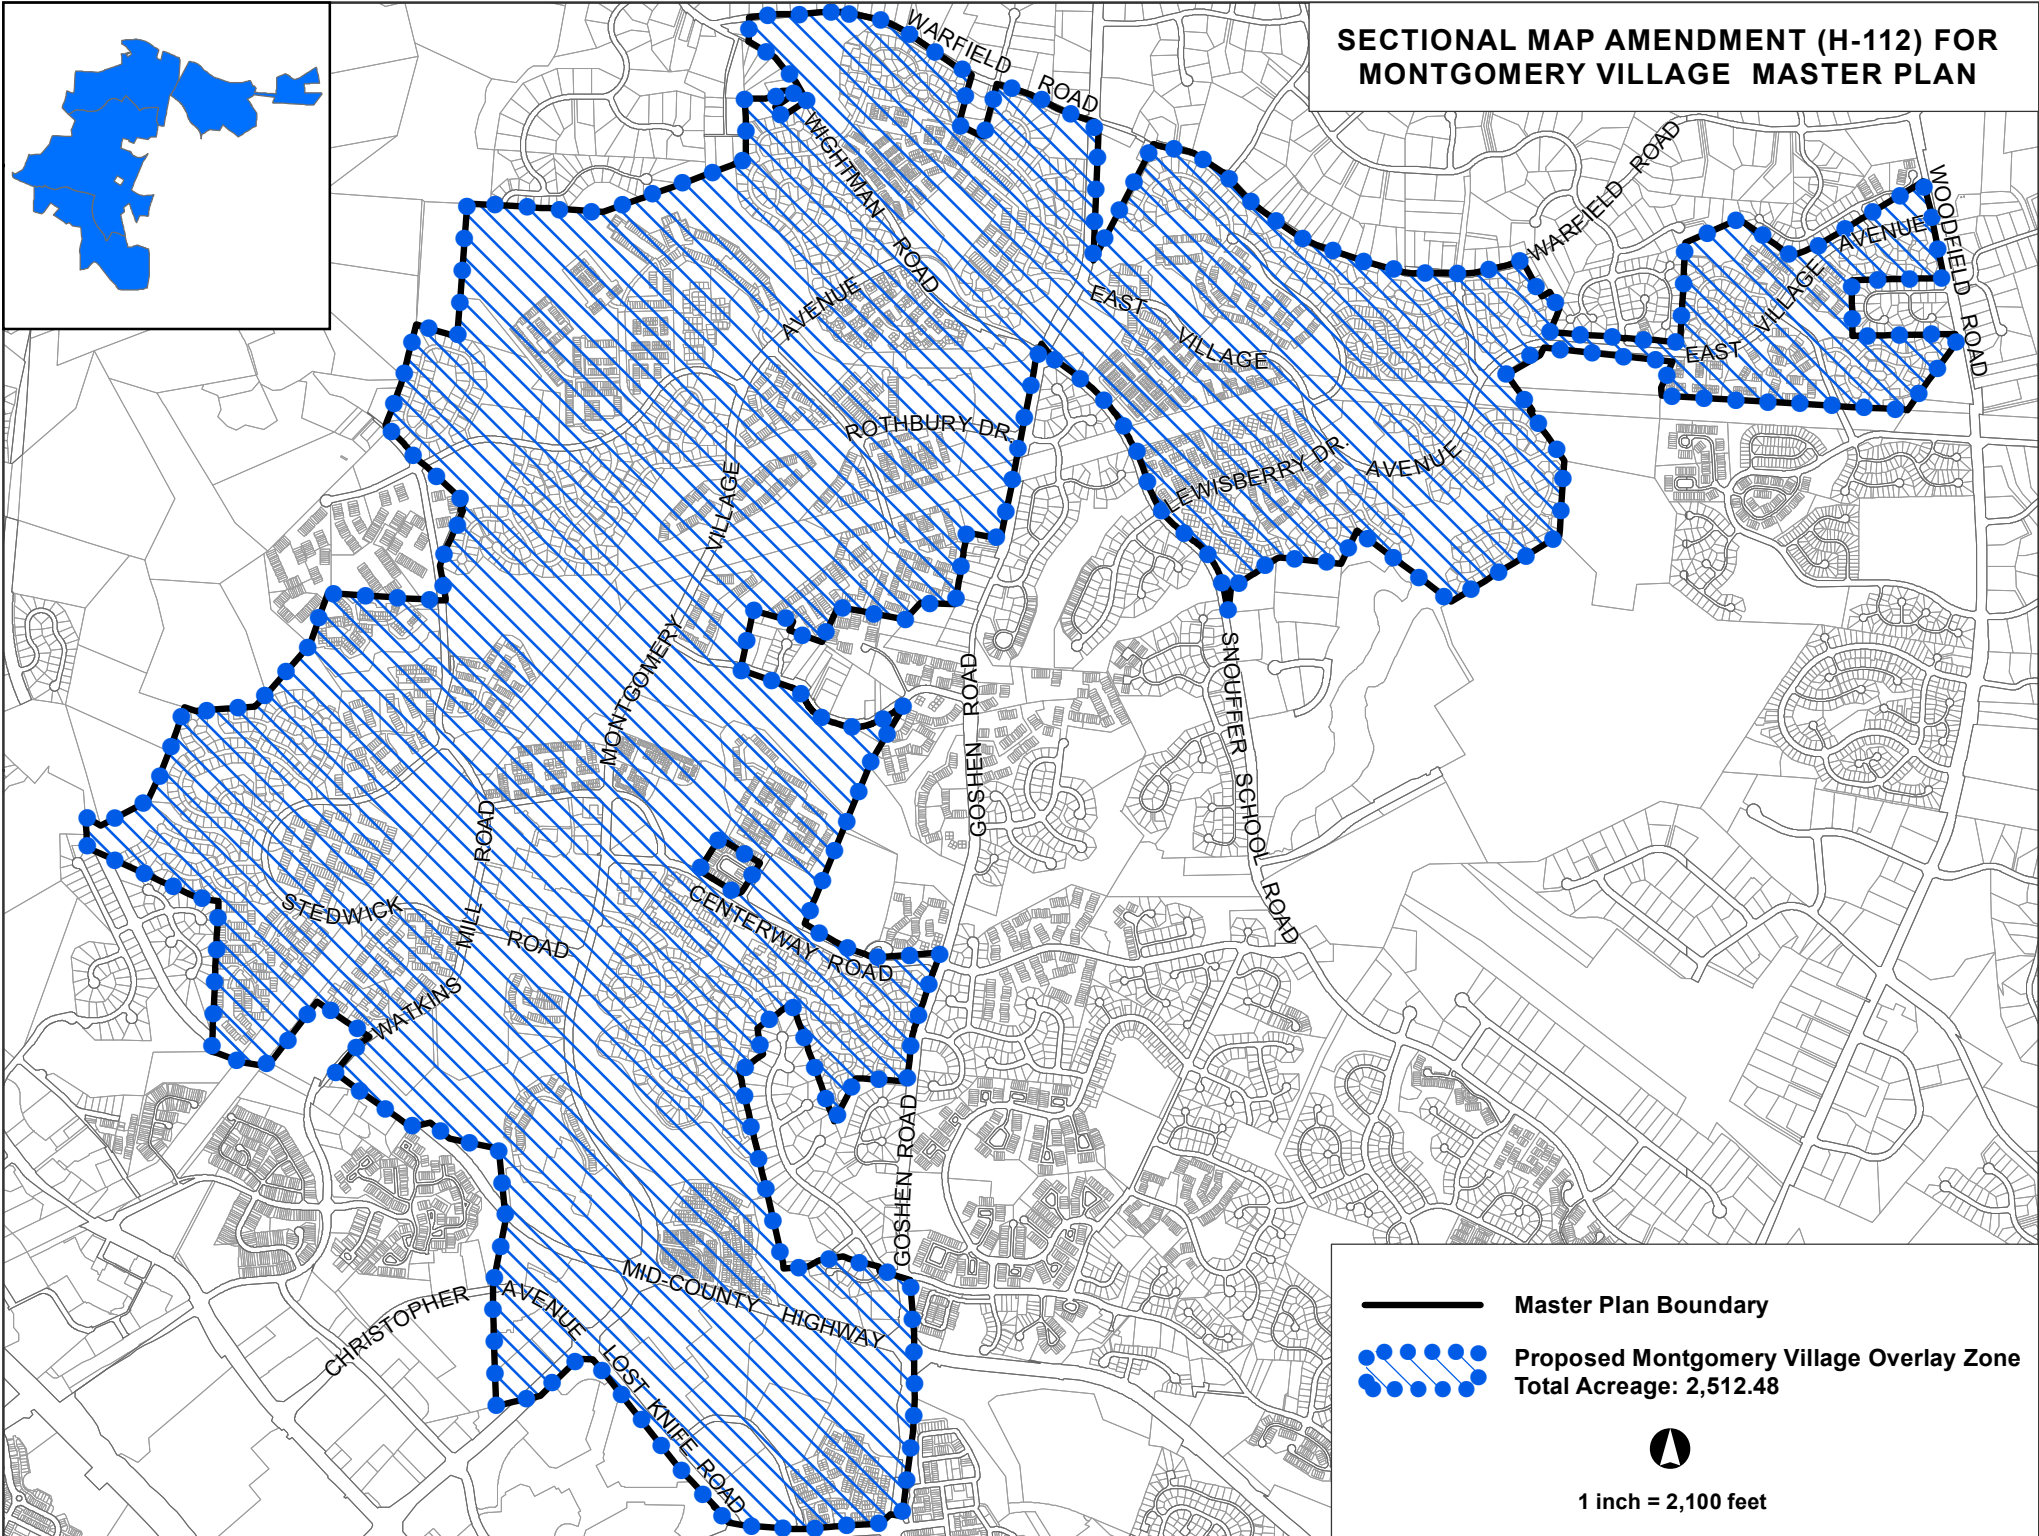 SECTIONAL MAP AMENDMENT (H-112) FOR
MONTGOMERY VILLAGE MASTER PLAN
WARFIELD ROAD
WIGHTMAN ROAD
WARFIELD ROAD
WOODFIELD ROAD
EAST VILLAGE AVENUE
EAST VILLAGE AVENUE
MONTGOMERY VILLAGE AVENUE
ROTHBURY DR.
LEWISBERRY DR.
GOSHEN ROAD
SNOUFFER SCHOOL ROAD
STEDWICK ROAD
WATKINS MILL ROAD
CENTERWAY ROAD
GOSHEN ROAD
MID-COUNTY HIGHWAY
CHRISTOPHER AVENUE
LOST KNIFE ROAD
Master Plan Boundary
Proposed Montgomery Village Overlay Zone
Total Acreage: 2,512.48
1 inch = 2,100 feet